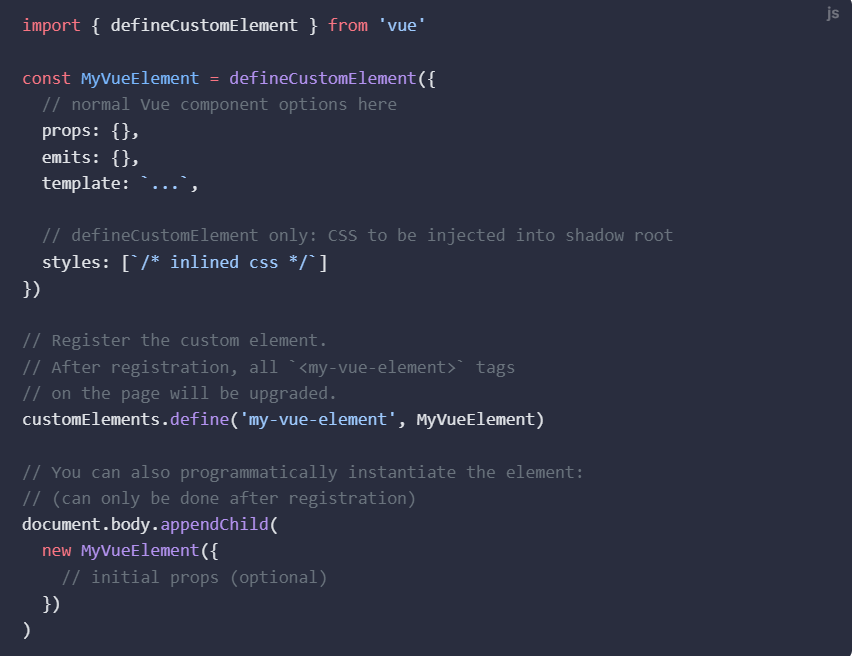 js
import { defineCustomElement } from 'vue'

const MyVueElement = defineCustomElement({
  // normal Vue component options here
  props: {},
  emits: {},
  template: `...`,

  // defineCustomElement only: CSS to be injected into shadow root
  styles: [`/* inlined css */`]
})

// Register the custom element.
// After registration, all `<my-vue-element>` tags
// on the page will be upgraded.
customElements.define('my-vue-element', MyVueElement)

// You can also programmatically instantiate the element:
// (can only be done after registration)
document.body.appendChild(
  new MyVueElement({
    // initial props (optional)
  })
)